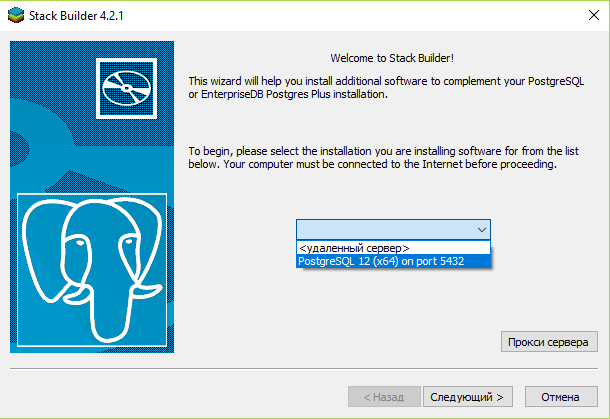 Stack Builder 4.2.1
Welcome to Stack Builder!
This wizard will help you install additional software to complement your PostgreSQL
or EnterpriseDB Postgres Plus installation.
To begin, please select the installation you are installing software for from the list
below. Your computer must be connected to the Internet before proceeding.
<удаленный сервер>
PostgreSQL 12 (x64) on port 5432
Прокси сервера
< Назад
Следующий >
Отмена